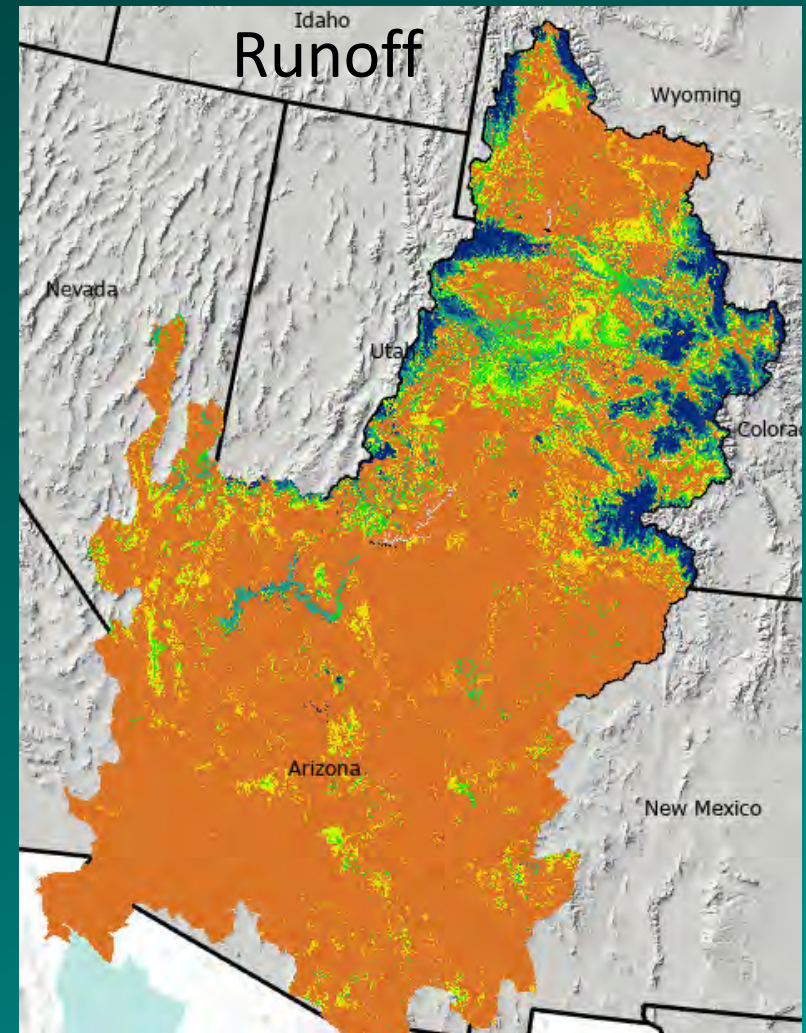 Idaho
Runoff
Wyoming
Nevada
Utah
Colorad
Arizona
New Mexico